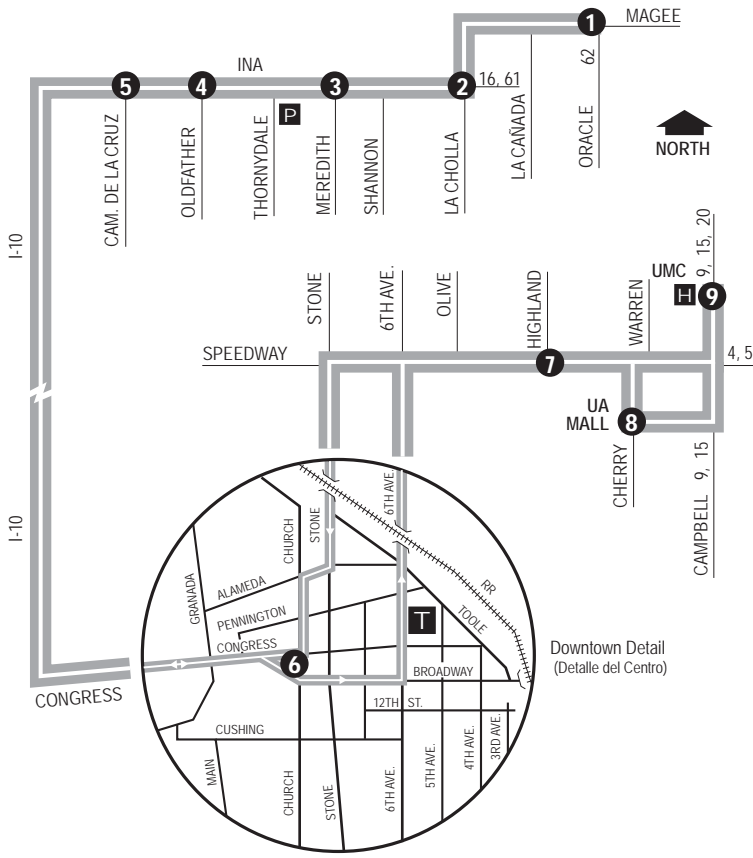 1
MAGEE
62
ORACLE
LA CAÑADA
INA
5
4
3
2
16, 61
P
CAM. DE LA CRUZ
OLDFATHER
THORNYDALE
MEREDITH
SHANNON
LA CHOLLA
NORTH
I-10
I-10
STONE
6TH AVE.
OLIVE
HIGHLAND
WARREN
UMC
H
9
9, 15, 20
SPEEDWAY
7
4, 5
UA
MALL
8
CHERRY
CAMPBELL 9, 15
CONGRESS
CHURCH
STONE
6TH AVE.
RR
GRANADA
ALAMEDA
PENNINGTON
CONGRESS
6
T
TOOLE
BROADWAY
12TH ST.
CUSHING
MAIN
CHURCH
STONE
6TH AVE.
5TH AVE.
4TH AVE.
3RD AVE.
Downtown Detail
(Detalle del Centro)